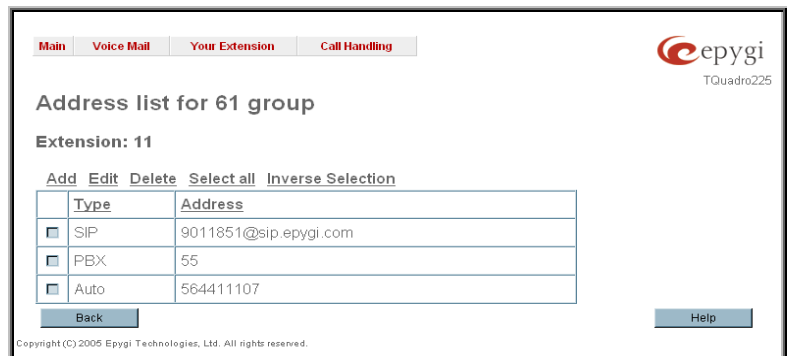 Main Voice Mail Your Extension Call Handling
epygi
TQuadro225
Address list for 61 group
Extension: 11
Add Edit Delete Select all Inverse Selection
Type Address
SIP 9011851@sip.epygi.com
PBX 55
Auto 564411107
Back Help
Copyright (C) 2005 Epygi Technologies, Ltd. All rights reserved.